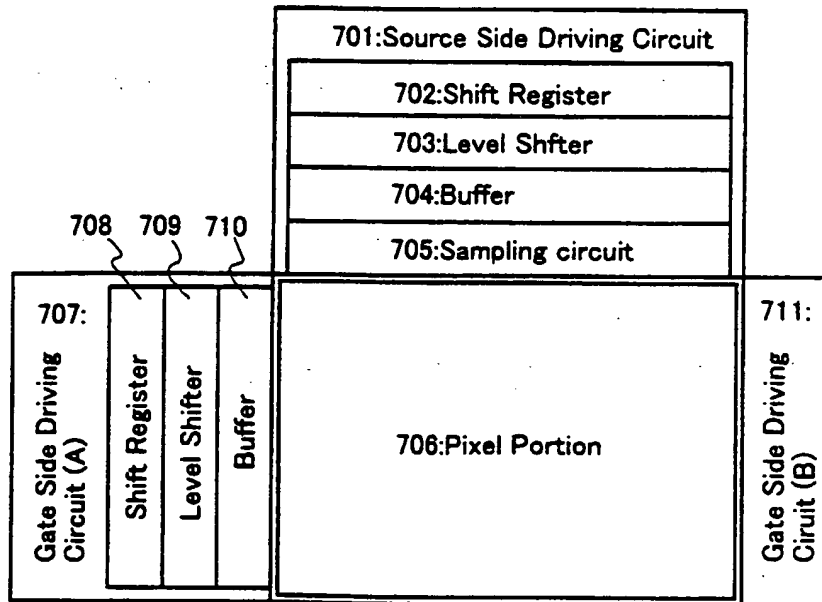 701:Source Side Driving Circuit
702:Shift Register
703:Level Shfter
704:Buffer
705:Sampling circuit
708 709 710
707:
Gate Side Driving
Circuit (A)
Shift Register
Level Shifter
Buffer
706:Pixel Portion
711:
Gate Side Driving
Ciruit (B)